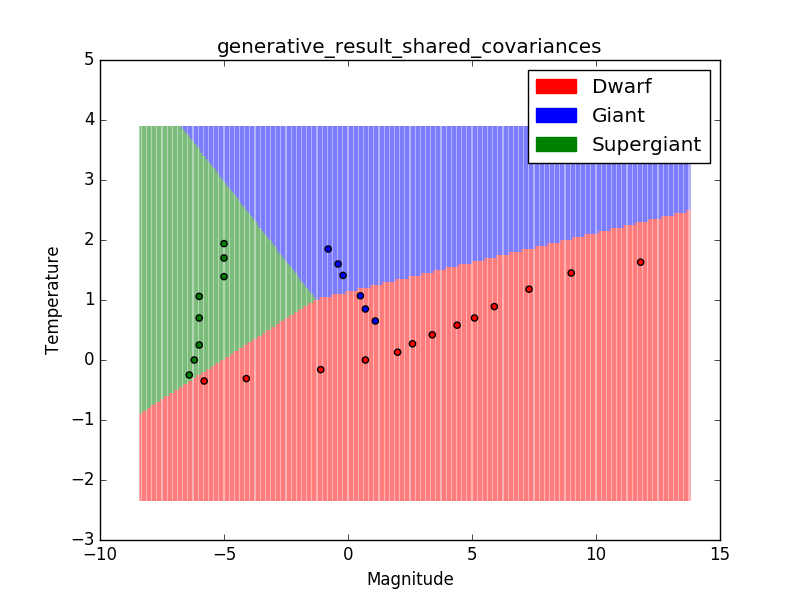 generative_result_shared_covariances
5
4
3
2
1
0
−1
−2
−3
Temperature
Dwarf
Giant
Supergiant
−10
−5
0
5
10
15
Magnitude